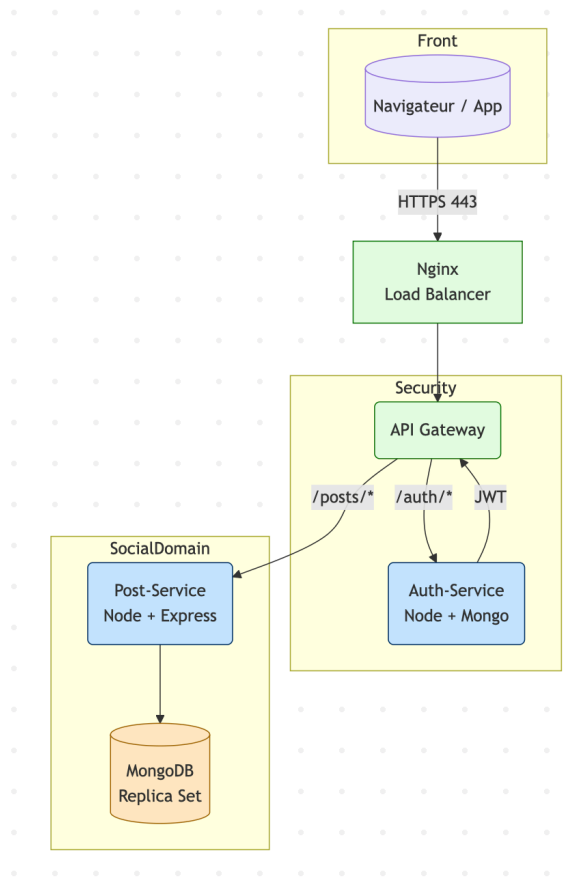 Front
Navigateur / App
HTTPS 443
Nginx
Load Balancer
Security
API Gateway
/posts/*
/auth/*
JWT
SocialDomain
Post-Service
Node + Express
Auth-Service
Node + Mongo
MongoDB
Replica Set